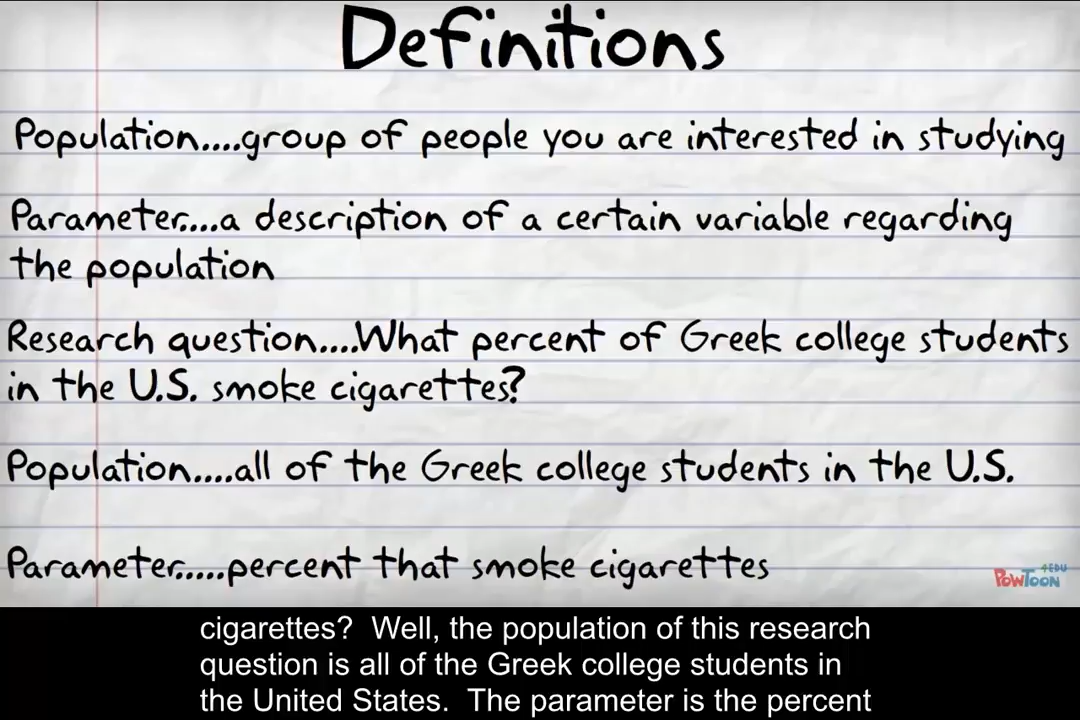 Definitions
Population....group of people you are interested in studying
Parameter....a description of a certain variable regarding
the population
Research question....What percent of Greek college students
in the U.S. smoke cigarettes?
Population....all of the Greek college students in the U.S.
Parameter.....percent that smoke cigarettes
4EDU
POWTOON
cigarettes?  Well, the population of this research
question is all of the Greek college students in
the United States.  The parameter is the percent